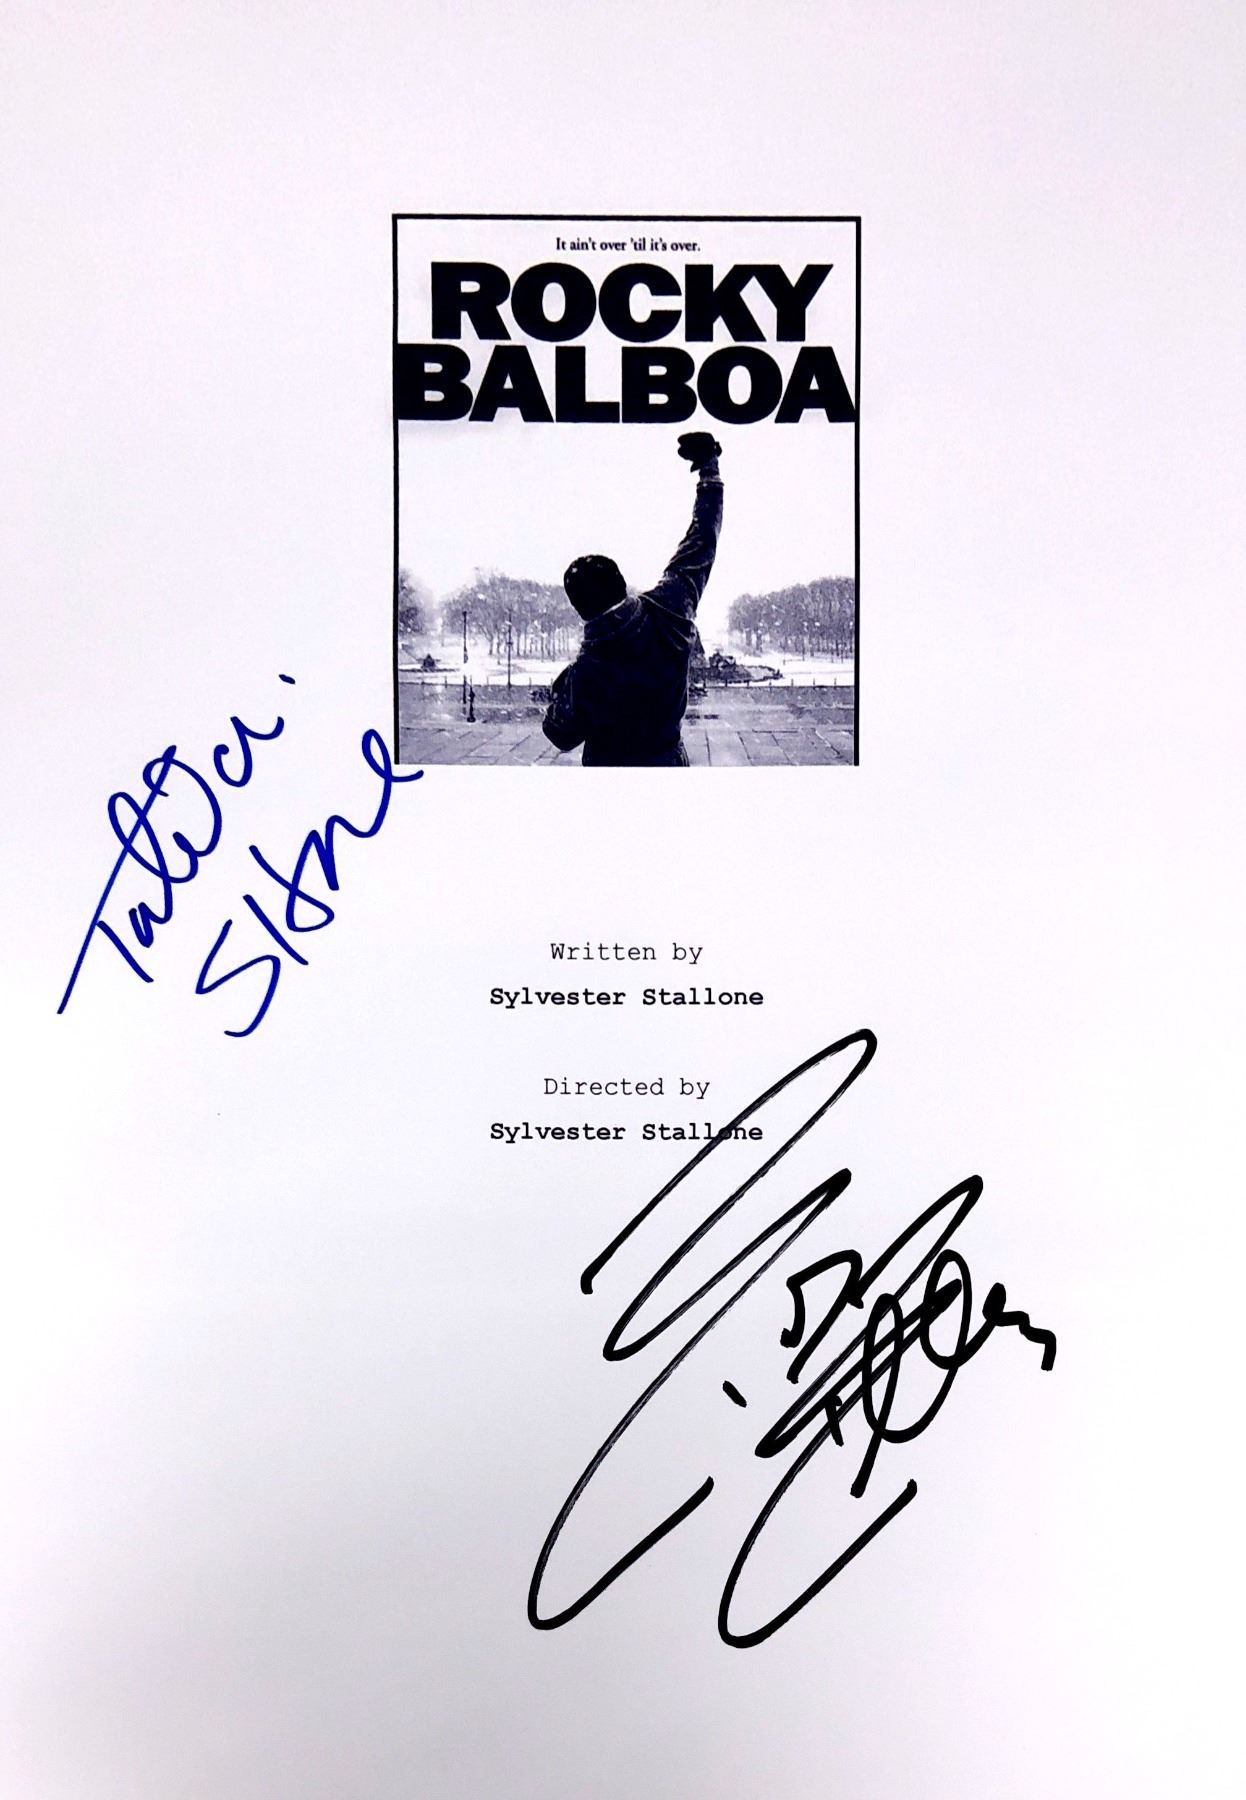 It ain't over 'til it's over.
ROCKY
BALBOA
Written by
Sylvester Stallone
Directed by
Sylvester Stallone